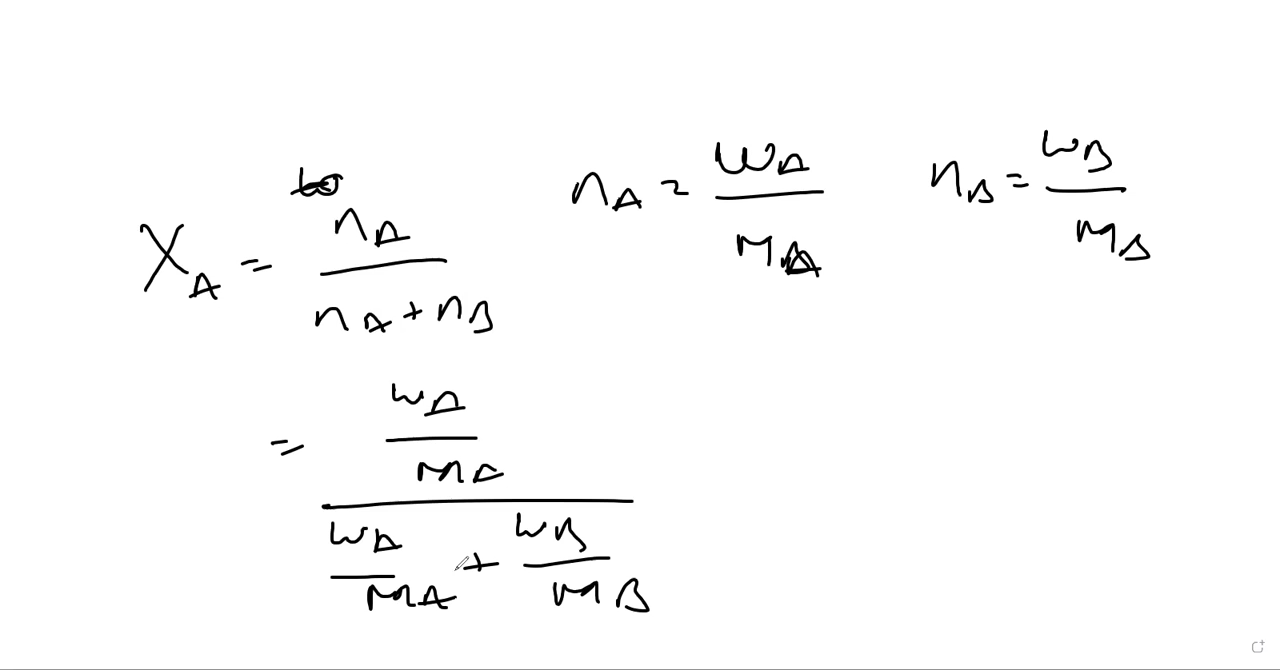 X_A = n_A / (n_A + n_B)
n_A = W_A / M_A
n_B = W_B / M_B
= (W_A / M_A) / (W_A / M_A + W_B / M_B)